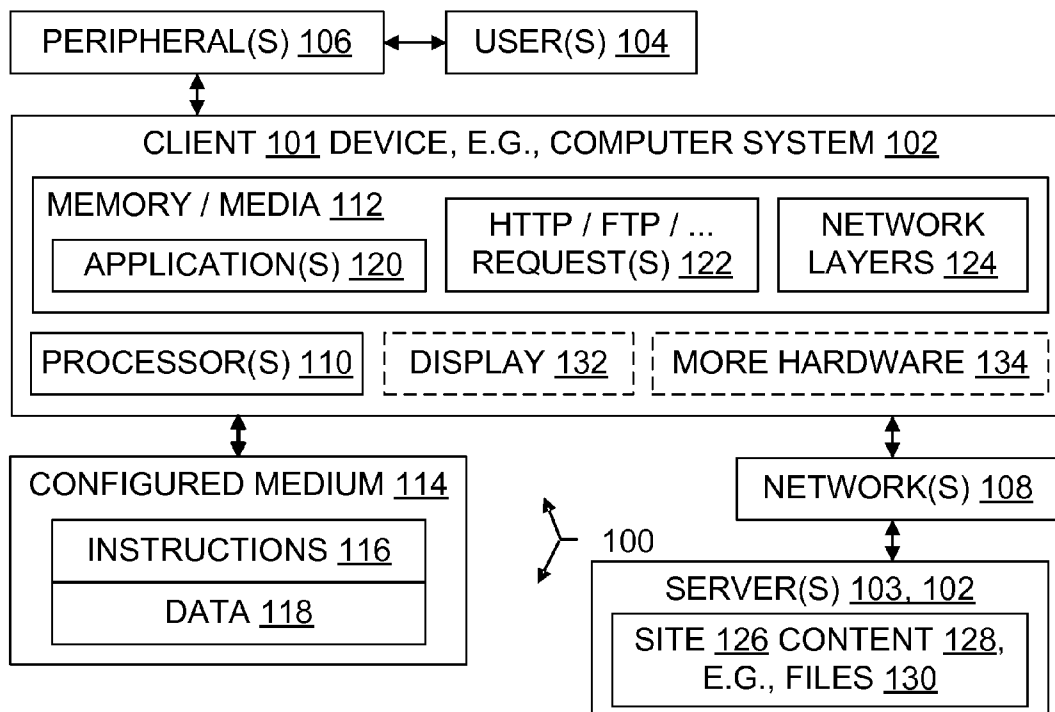 PERIPHERAL(S) 106
USER(S) 104
CLIENT 101 DEVICE, E.G., COMPUTER SYSTEM 102
MEMORY / MEDIA 112
APPLICATION(S) 120
HTTP / FTP / ...
REQUEST(S) 122
NETWORK
LAYERS 124
PROCESSOR(S) 110
DISPLAY 132
MORE HARDWARE 134
CONFIGURED MEDIUM 114
INSTRUCTIONS 116
DATA 118
100
NETWORK(S) 108
SERVER(S) 103, 102
SITE 126 CONTENT 128,
E.G., FILES 130